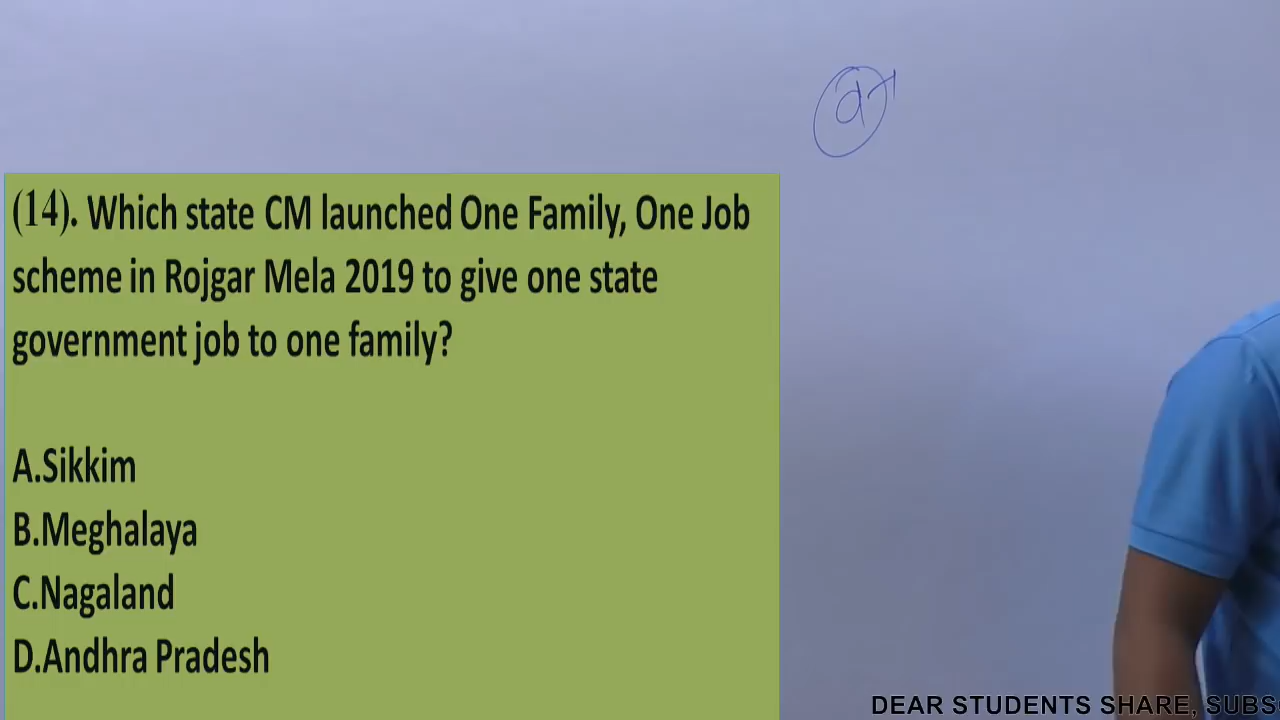 a
(14). Which state CM launched One Family, One Job
scheme in Rojgar Mela 2019 to give one state
government job to one family?
A.Sikkim
B.Meghalaya
C.Nagaland
D.Andhra Pradesh
DEAR STUDENTS SHARE, SUBS